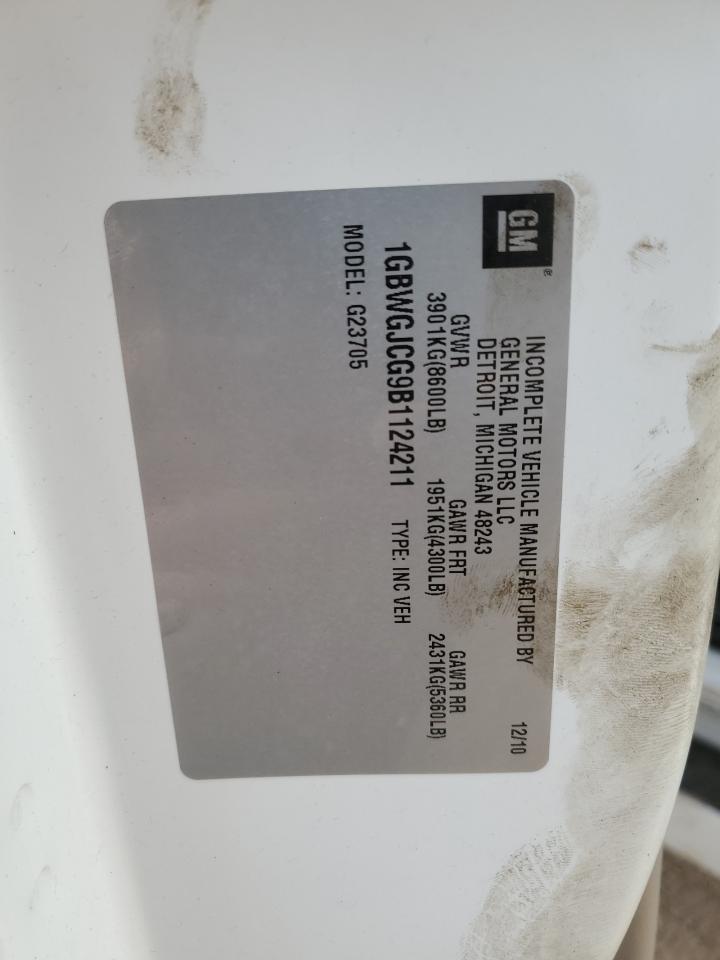 GM®
INCOMPLETE VEHICLE MANUFACTURED BY
GENERAL MOTORS LLC 12/10
DETROIT, MICHIGAN 48243
GVWR GAWR FRT GAWR RR
3901KG(8600LB) 1951KG(4300LB) 2431KG(5360LB)
1GBWGJCG9B1124211 TYPE: INC VEH
MODEL: G23705